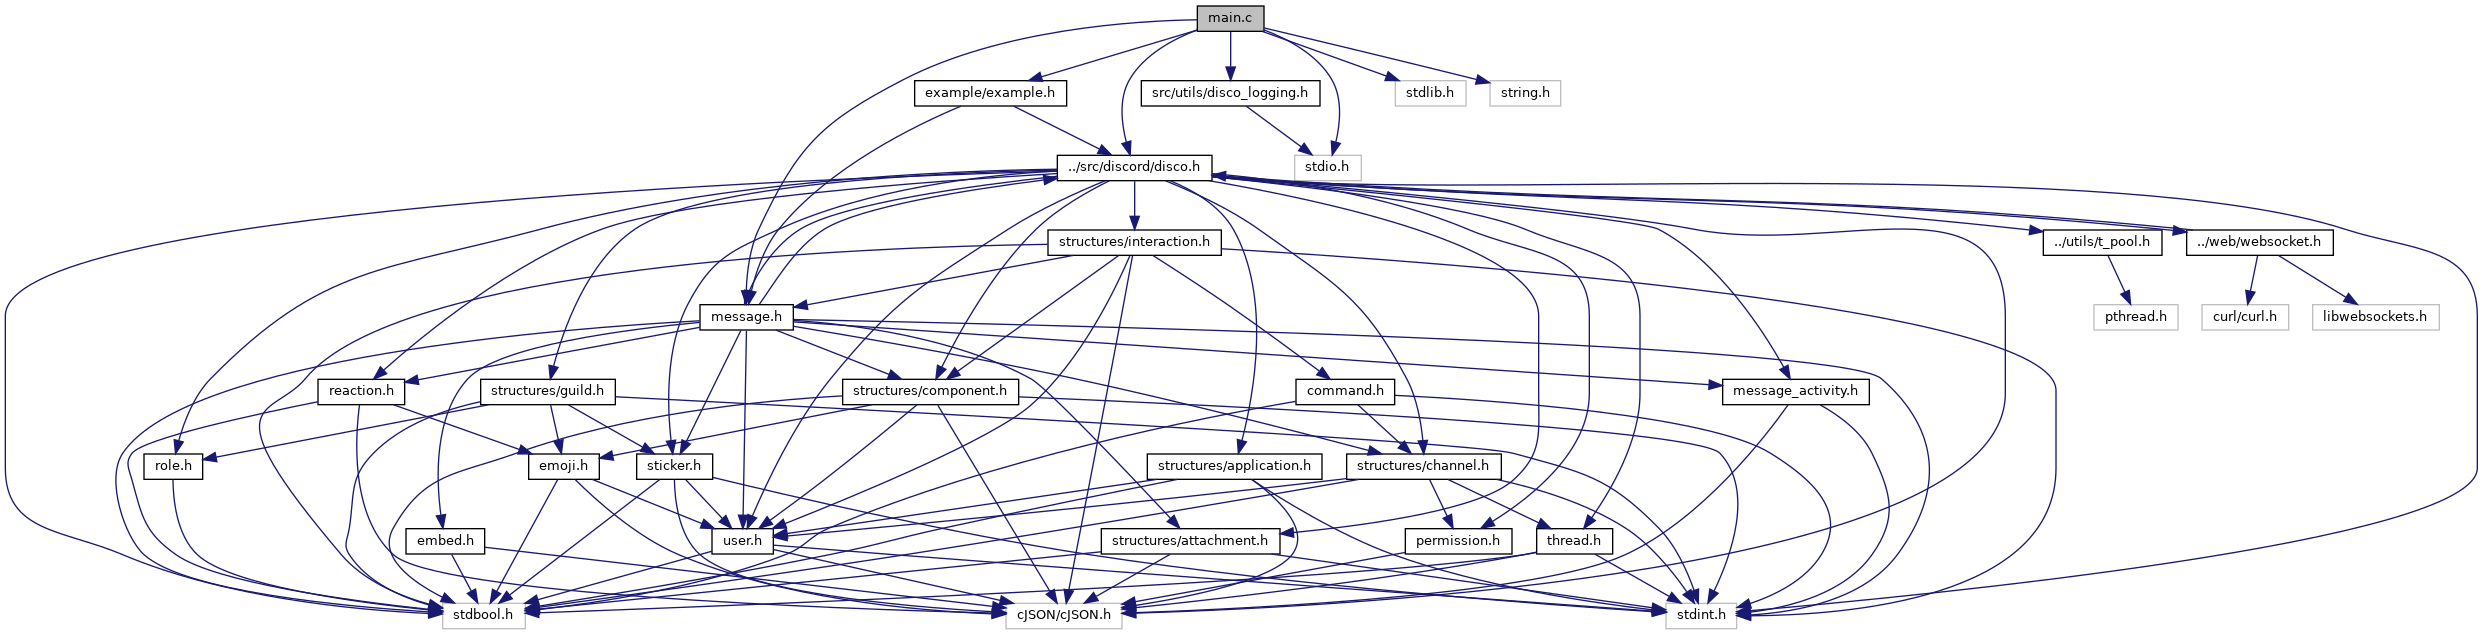 main.c
example/example.h
src/utils/disco_logging.h
stdlib.h
string.h
../src/discord/disco.h
stdio.h
structures/interaction.h
../utils/t_pool.h
../web/websocket.h
message.h
pthread.h
curl/curl.h
libwebsockets.h
reaction.h
structures/guild.h
structures/component.h
command.h
message_activity.h
role.h
emoji.h
sticker.h
structures/application.h
structures/channel.h
embed.h
user.h
structures/attachment.h
permission.h
thread.h
stdbool.h
cJSON/cJSON.h
stdint.h